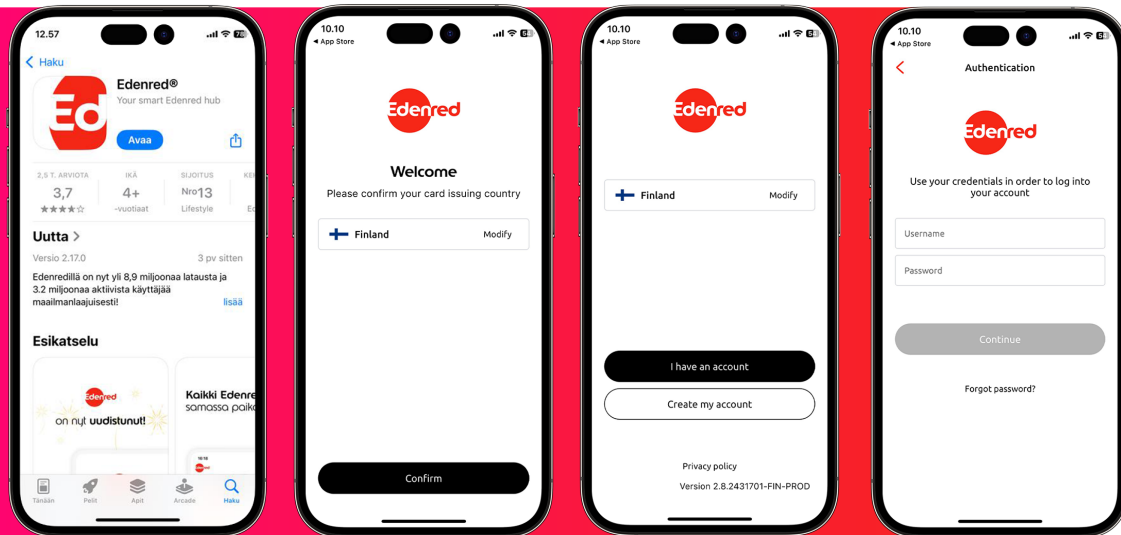 12.57
Haku
Ed
Edenred®
Your smart Edenred hub
Avaa
2,5 T. ARVIOTA
IKÄ
SIJOITUS
3,7
4+
Nro13
-vuotiaat
Lifestyle
Uutta >
Versio 2.17.0
3 pv sitten
Edenredillä on nyt yli 8,9 miljoonaa latausta ja
3.2 miljoonaa aktiivista käyttäjää
maailmanlaajuisesti!
lisää
Esikatselu
Edenred
on nyt uudistunut!
Kaikki Edenre
samassa paik
Tänään
Pelit
Apit
Arcade
Haku
10.10
◄ App Store
Edenred
Welcome
Please confirm your card issuing country
Finland
Modify
Confirm
10.10
◄ App Store
Edenred
Finland
Modify
I have an account
Create my account
Privacy policy
Version 2.8.2431701-FIN-PROD
10.10
◄ App Store
Authentication
Edenred
Use your credentials in order to log into
your account
Username
Password
Continue
Forgot password?